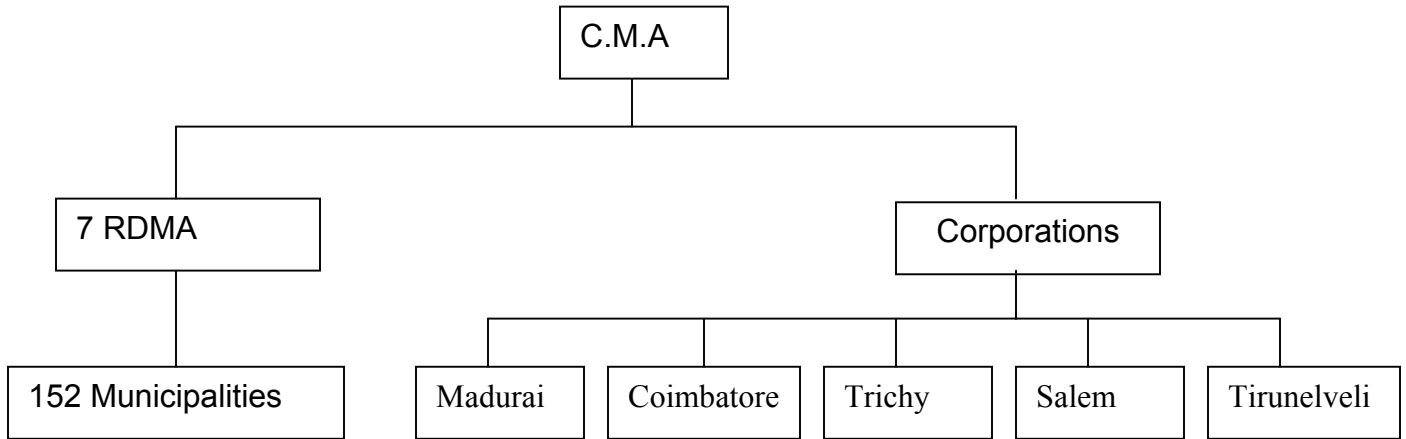 C.M.A
7 RDMA
Corporations
152 Municipalities
Madurai
Coimbatore
Trichy
Salem
Tirunelveli